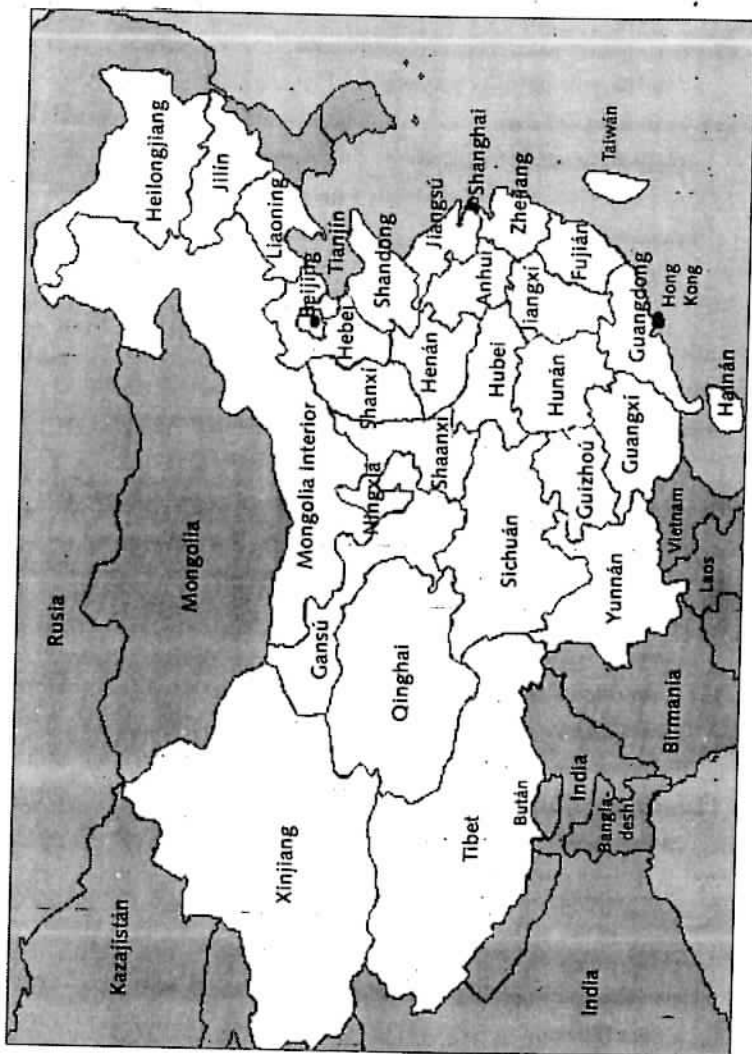 Rusia
Kazajistán
Mongolia
Heilongjiang
Jilín
Liaoning
Xinjiang
Mongolia Interior
Beijing
Tianjin
Hebei
Gansú
Ningxia
Shanxi
Shandong
Qinghai
Shaanxi
Henán
Jiangsú
Shanghai
Tibet
Sichuán
Hubei
Anhui
Zhejiang
Bután
Hunán
Jiangxi
Guizhou
Fujián
Taiwán
India
India
Bangla-
desh
Yunnán
Guangxi
Guangdong
Hong
Kong
Birmania
Vietnam
Laos
Hainán